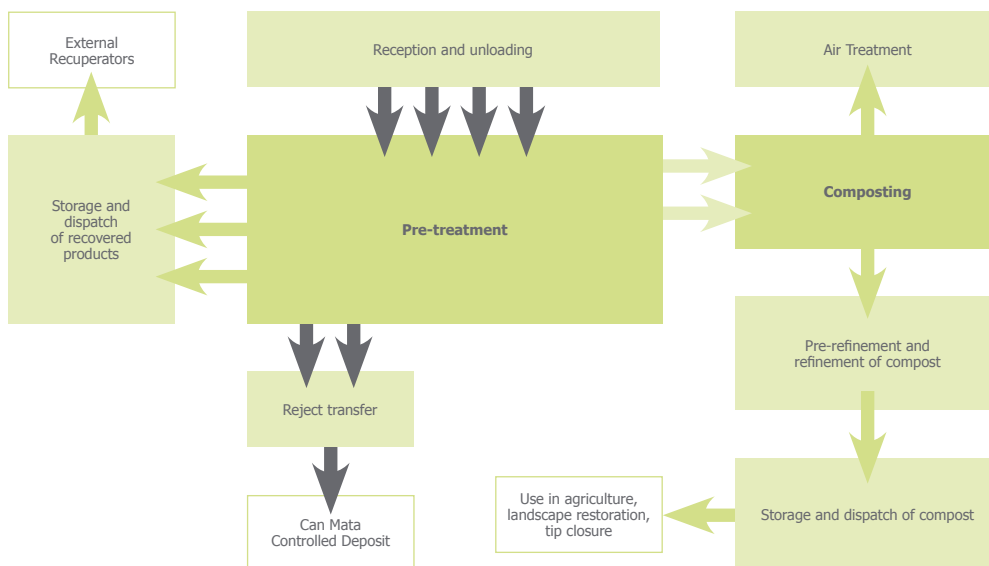 External
Recuperators
Reception and unloading
Air Treatment
Storage and
dispatch
of recovered
products
Pre-treatment
Composting
Pre-refinement and
refinement of compost
Reject transfer
Can Mata
Controlled Deposit
Use in agriculture,
landscape restoration,
tip closure
Storage and dispatch of compost